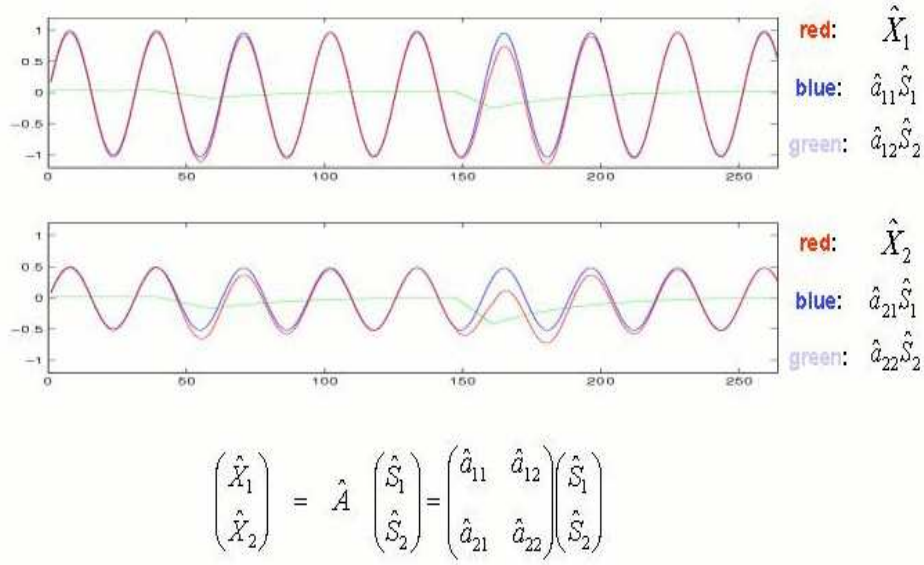 1
0.5
0
−0.5
−1
0 50 100 150 200 250
red: X̂₁
blue: â₁₁Ŝ₁
green: â₁₂Ŝ₂
1
0.5
0
−0.5
−1
0 50 100 150 200 250
red: X̂₂
blue: â₂₁Ŝ₁
green: â₂₂Ŝ₂
(X̂₁ X̂₂) = Â (Ŝ₁ Ŝ₂) = (â₁₁ â₁₂ â₂₁ â₂₂)(Ŝ₁ Ŝ₂)